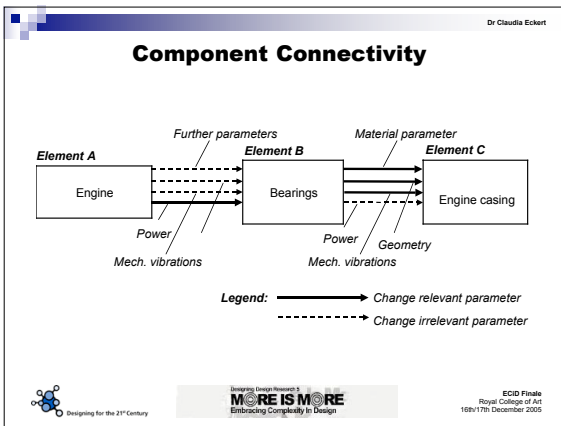 Dr Claudia Eckert
Component Connectivity
Further parameters
Material parameter
Element A
Element B
Element C
Engine
Bearings
Engine casing
Power
Mech. vibrations
Power
Geometry
Mech. vibrations
Legend:
Change relevant parameter
Change irrelevant parameter
Designing for the 21st Century
Designing Design Research 5
MORE IS MORE
Embracing Complexity In Design
ECiD Finale
Royal College of Art
16th/17th December 2005